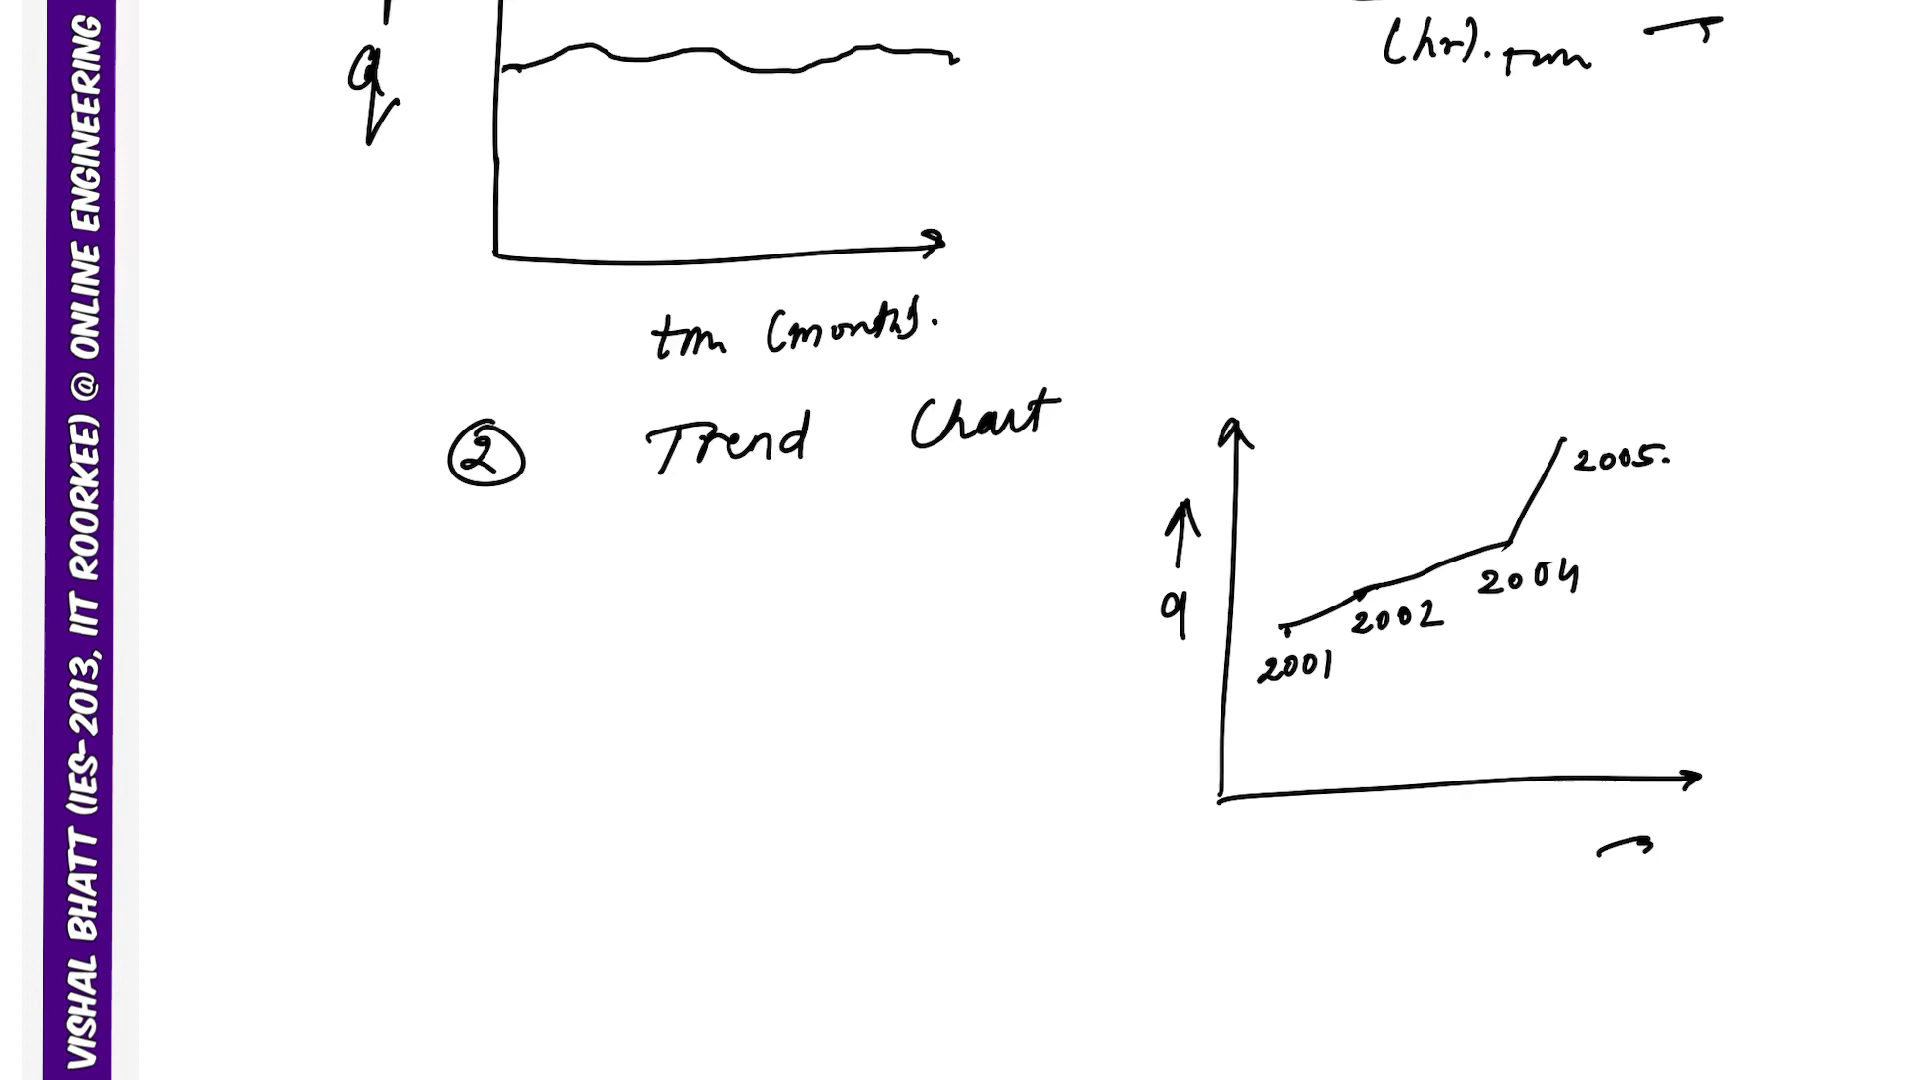 VISHAL BHATT (IES-2013, IIT ROORKEE) @ ONLINE ENGINEERING
q
(hr).
tm (months).
2 Trend Chart
q
2005.
2004
2002
2001